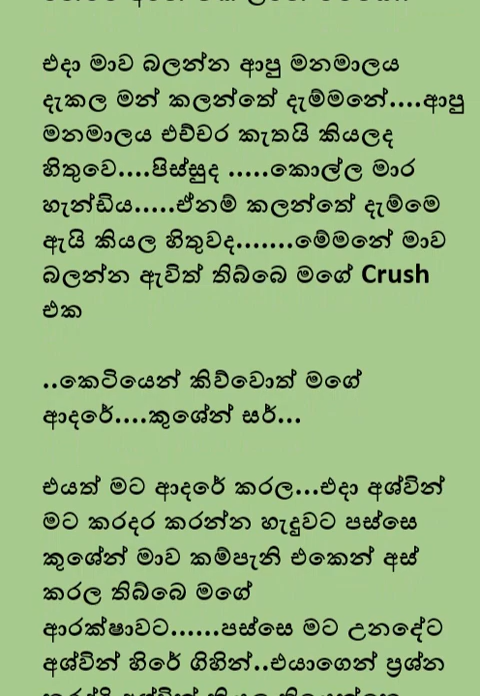 එදා මාව බලන්න ආපු මනමාලය
දැකල මන් කලන්තේ දැම්මනේ....ආපු
මනමාලය එච්චර කැතයි කියලද
හිතුවෙ....පිස්සුද .....කොල්ල මාර
හැන්ඩිය.....ඒනම් කලන්තේ දැම්මෙ
ඇයි කියල හිතුවද.......මේමනේ මාව
බලන්න ඇවිත් තිබ්බෙ මගේ Crush
එක
..කෙටියෙන් කිව්වොත් මගේ
ආදරේ....කුශේන් සර්...
එයත් මට ආදරේ කරල...එදා අශ්වින්
මට කරදර කරන්න හැදුවට පස්සෙ
කුශේන් මාව කම්පැනි එකෙන් අස්
කරල තිබ්බෙ මගේ
ආරක්ෂාවට......පස්සෙ මට උනදේට
අශ්වින් හිරේ ගිහින්..එයාගෙන් ප්‍රශ්න